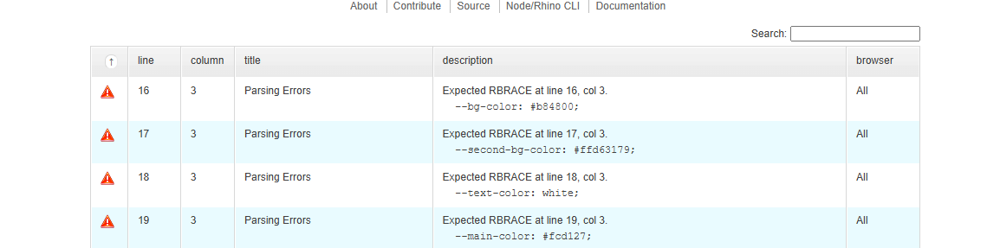 About Contribute Source Node/Rhino CLI Documentation
Search:
↑ line column title description browser
16 3 Parsing Errors Expected RBRACE at line 16, col 3. All
--bg-color: #b84800;
17 3 Parsing Errors Expected RBRACE at line 17, col 3. All
--second-bg-color: #ffd63179;
18 3 Parsing Errors Expected RBRACE at line 18, col 3. All
--text-color: white;
19 3 Parsing Errors Expected RBRACE at line 19, col 3. All
--main-color: #fcd127;